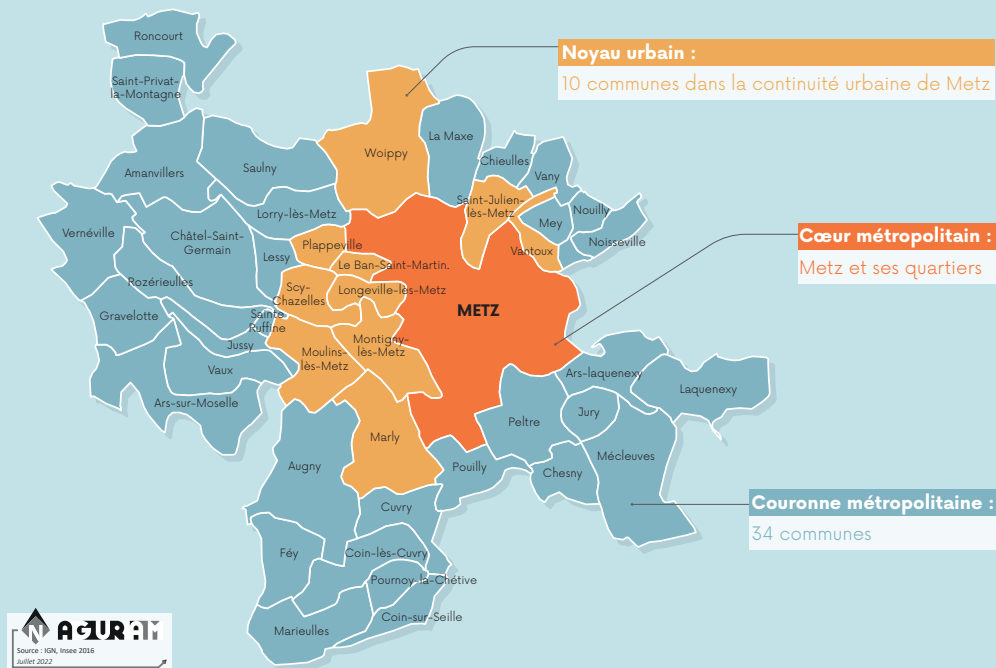 Roncourt
Noyau urbain :
10 communes dans la continuité urbaine de Metz
Saint-Privat-
la-Montagne
La Maxe
Woippy
Chieulles
Saulny
Amanvillers
Vany
Saint-Julien-
lès-Metz
Lorry-lès-Metz
Nouilly
Mey
Vernéville
Châtel-Saint-
Germain
Plappeville
Noisseville
Vantoux
Cœur métropolitain :
Metz et ses quartiers
Lessy
Le Ban-Saint-Martin.
Rozérieulles
Scy-
Chazelles
Longeville-lès-Metz
METZ
Gravelotte
Sainte
Ruffine
Jussy
Montigny-
lès-Metz
Moulins-
lès-Metz
Vaux
Ars-laquenexy
Laquenexy
Ars-sur-Moselle
Jury
Peltre
Marly
Mécleuves
Augny
Pouilly
Chesny
Couronne métropolitaine :
34 communes
Cuvry
Féy
Coin-lès-Cuvry
Pournoy-la-Chétive
Coin-sur-Seille
Marieulles
N
AGURAM
Source : IGN, Insee 2016
Juillet 2022